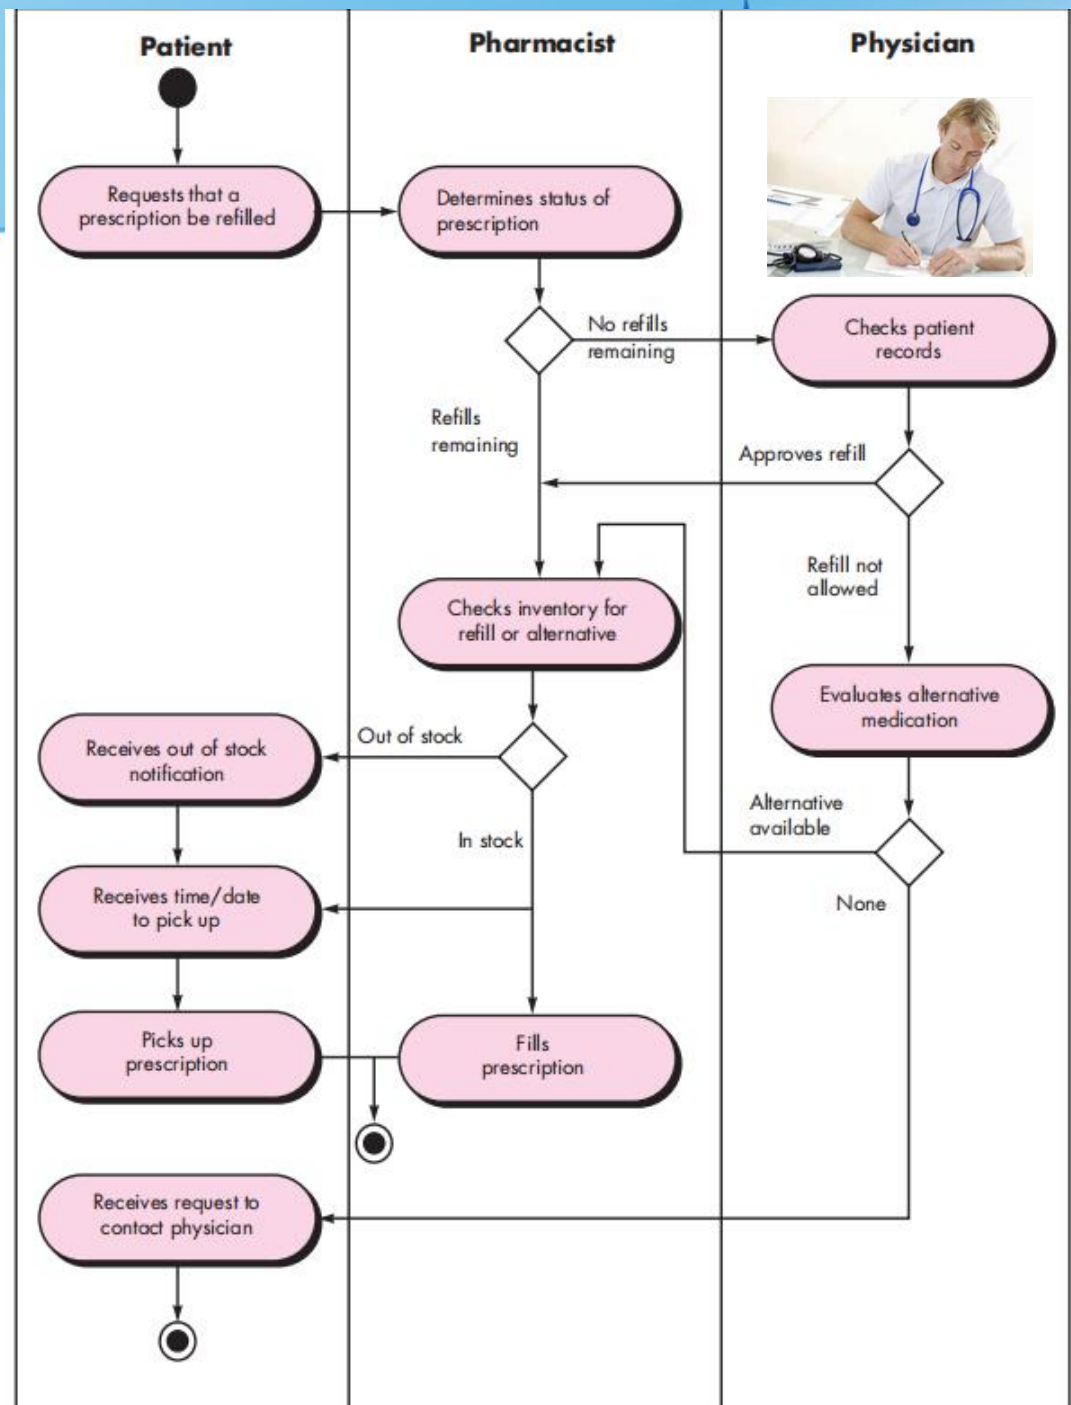 Patient
Pharmacist
Physician
Requests that a
prescription be refilled
Determines status of
prescription
No refills
remaining
Checks patient
records
Refills
remaining
Approves refill
Refill not
allowed
Checks inventory for
refill or alternative
Evaluates alternative
medication
Out of stock
Receives out of stock
notification
Alternative
available
In stock
None
Receives time/date
to pick up
Picks up
prescription
Fills
prescription
Receives request to
contact physician